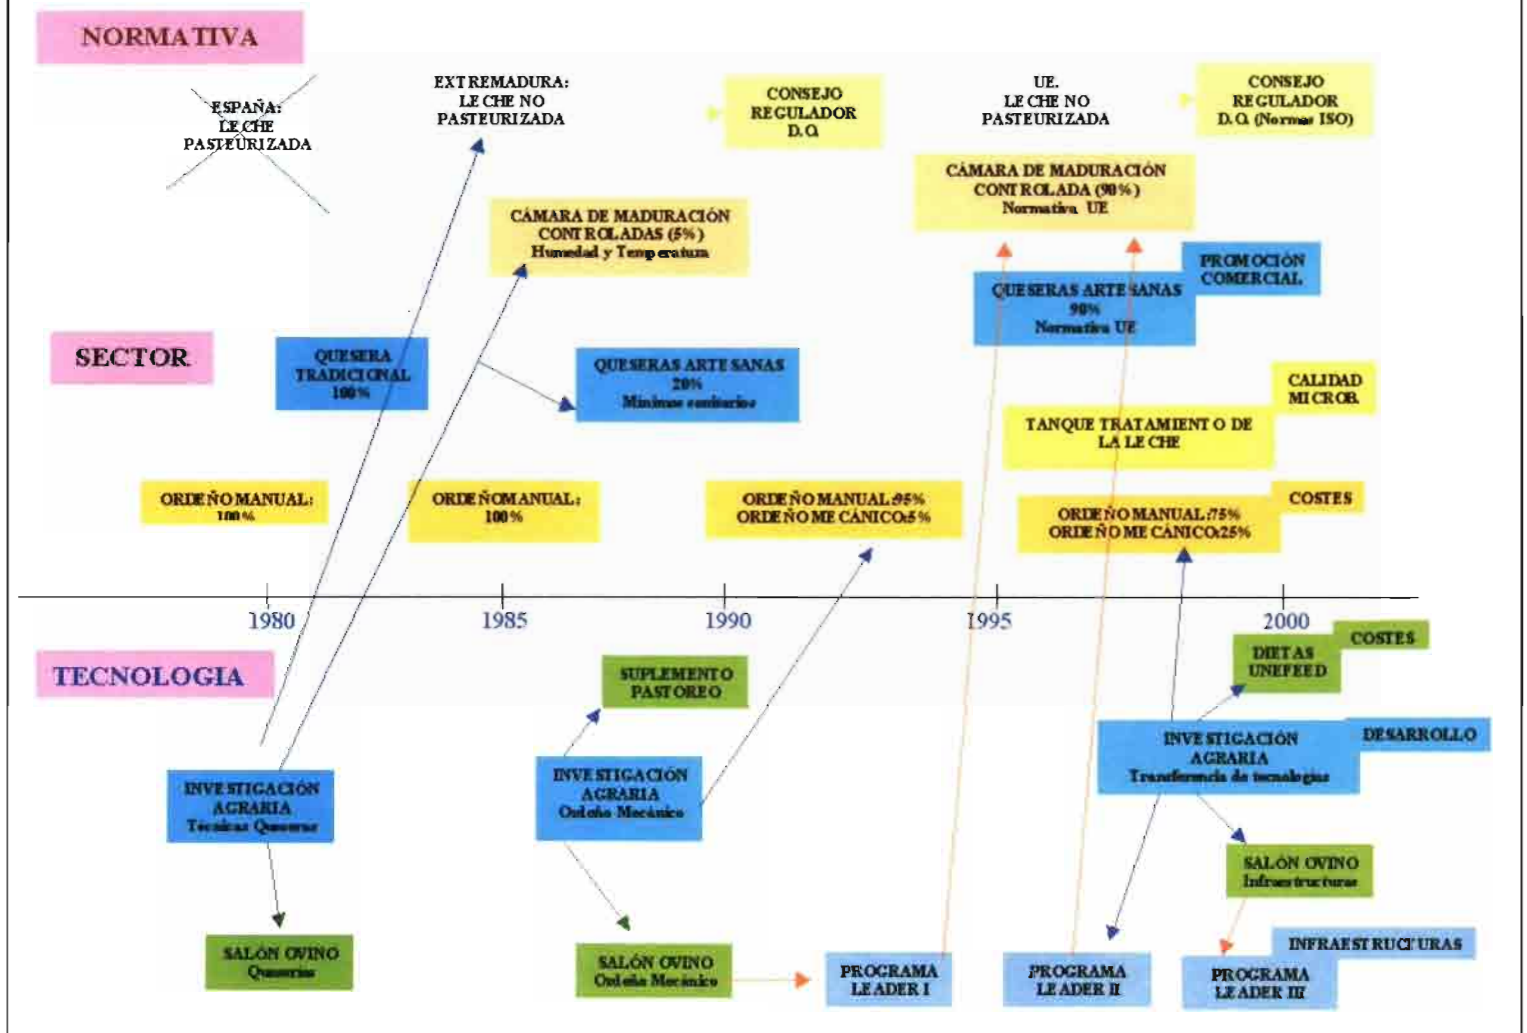 NORMATIVA
ESPAÑA:
LECHE
PASTEURIZADA
EXTREMADURA:
LECHE NO
PASTEURIZADA
CONSEJO
REGULADOR
D.O.
UE.
LECHE NO
PASTEURIZADA
CONSEJO
REGULADOR
D.O. (Normas ISO)
CÁMARA DE MADURACIÓN
CONTROLADAS (5%)
Humedad y Temperatura
CÁMARA DE MADURACIÓN
CONTROLADA (90%)
Normativa UE
PROMOCIÓN
COMERCIAL
QUESERAS ARTESANAS
90%
Normativa UE
SECTOR
QUESERA
TRADICIONAL
100%
QUESERAS ARTESANAS
20%
Mínimos sanitarios
CALIDAD
MICROB.
TANQUE TRATAMIENTO DE
LA LECHE
ORDEÑO MANUAL:
100%
ORDEÑO MANUAL:
100%
ORDEÑO MANUAL:95%
ORDEÑO MECÁNICO:5%
COSTES
ORDEÑO MANUAL:75%
ORDEÑO MECÁNICO:25%
1980
1985
1990
1995
2000
TECNOLOGIA
SUPLEMENTO
PASTOREO
COSTES
DIETAS
UNEFEED
INVESTIGACIÓN
AGRARIA
Técnicas Queseras
INVESTIGACIÓN
AGRARIA
Ordeño Mecánico
INVESTIGACIÓN
AGRARIA
Transferencia de tecnologías
DESARROLLO
SALÓN OVINO
Queserías
SALÓN OVINO
Ordeño Mecánico
SALÓN OVINO
Infraestructuras
INFRAESTRUCTURAS
PROGRAMA
LEADER I
PROGRAMA
LEADER II
PROGRAMA
LEADER III